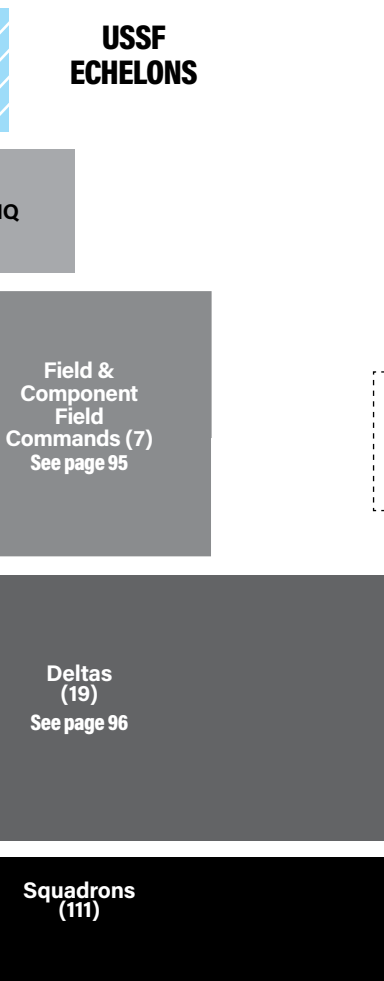 USSF
ECHELONS
Field &
Component
Field
Commands (7)
See page 95
Deltas
(19)
See page 96
Squadrons
(111)